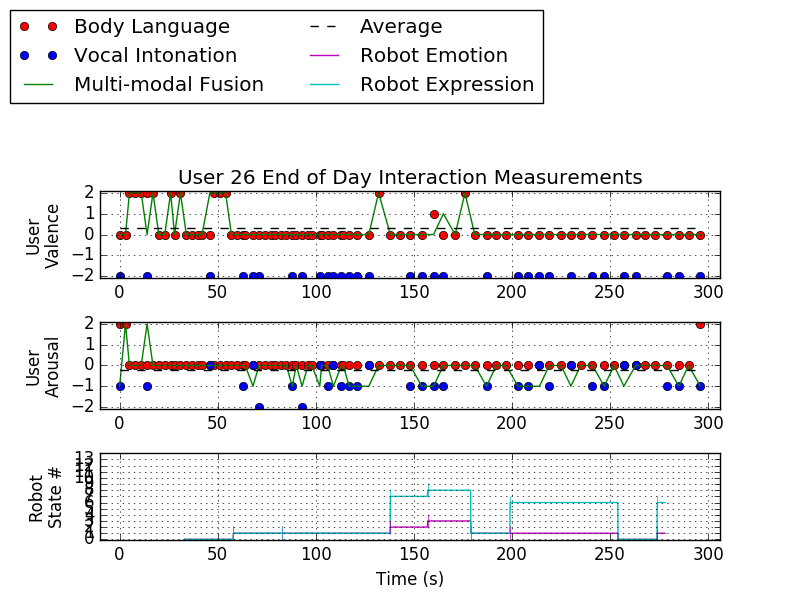 Body Language
Vocal Intonation
Multi-modal Fusion
Average
Robot Emotion
Robot Expression
User 26 End of Day Interaction Measurements
User
Valence
2
1
0
−1
−2
0 50 100 150 200 250 300
User
Arousal
2
1
0
−1
−2
0 50 100 150 200 250 300
Robot
State #
13
0
0 50 100 150 200 250 300
Time (s)